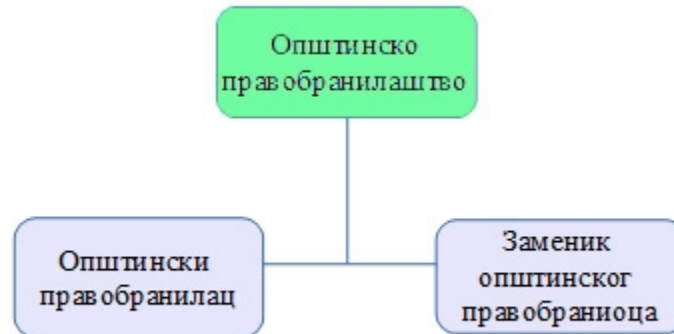 Општинско
правобранилаштво
Општински
правобранилац
Заменик
општинског
правобраниоца